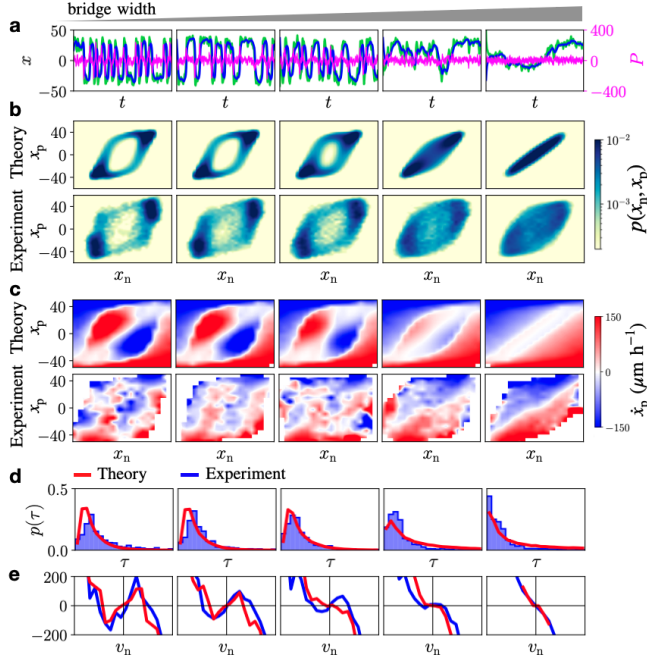 bridge width
a
50
0
−50
x
t
t
t
t
t
400
0
−400
P
b
Theory
x_p
40
0
−40
Experiment
x_p
40
0
−40
x_n
x_n
x_n
x_n
x_n
10^−2
10^−3
p(x_n, x_p)
c
Theory
x_p
40
0
−40
Experiment
x_p
40
0
−40
x_n
x_n
x_n
x_n
x_n
150
0
−150
ẋ_p (μm h^−1)
d
Theory
Experiment
p(τ)
0.5
0.0
τ
τ
τ
τ
τ
e
200
0
−200
v_n
v_n
v_n
v_n
v_n